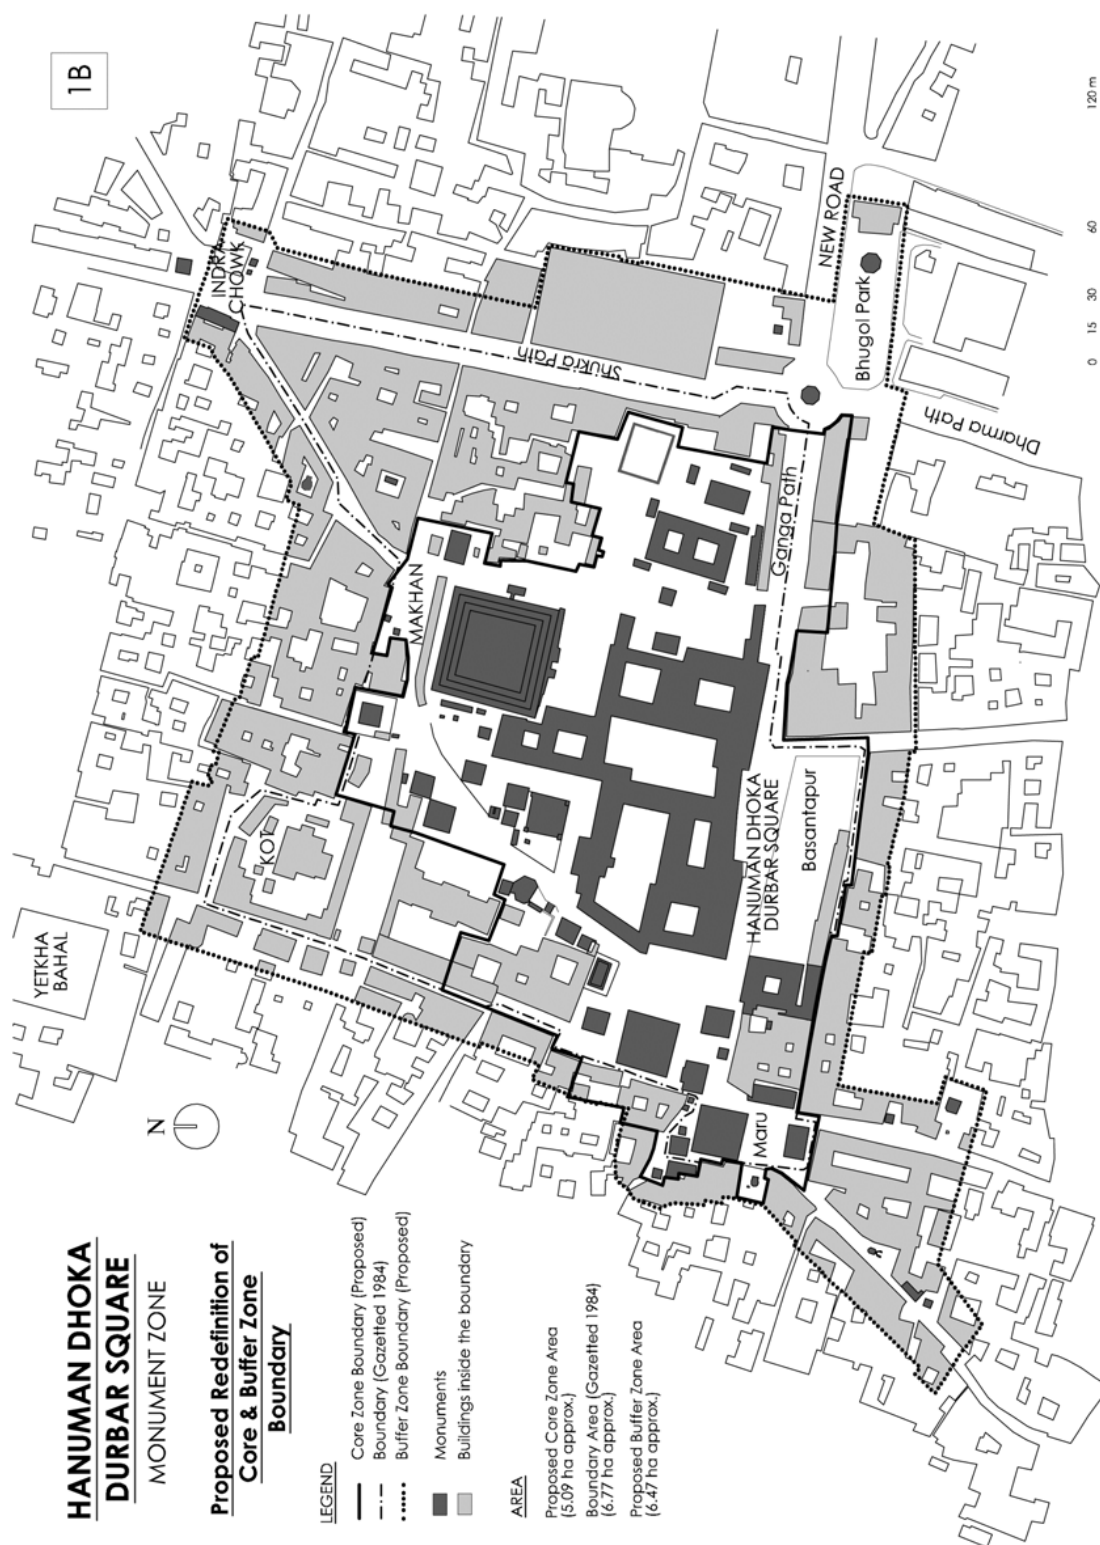 1B
HANUMAN DHOKA
DURBAR SQUARE
MONUMENT ZONE
Proposed Redefinition of
Core & Buffer Zone
Boundary
LEGEND
Core Zone Boundary (Proposed)
Boundary (Gazetted 1984)
Buffer Zone Boundary (Proposed)
Monuments
Buildings inside the boundary
AREA
Proposed Core Zone Area
(5.09 ha approx.)
Boundary Area (Gazetted 1984)
(6.77 ha approx.)
Proposed Buffer Zone Area
(6.47 ha approx.)
N
YETKHA
BAHAL
KOT
MAKHAN
INDRA
CHOWK
Shukra Path
NEW ROAD
Bhugol Park
Dharma Path
Ganga Path
HANUMAN DHOKA
DURBAR SQUARE
Basantapur
Maru
0 15 30 60 120 m